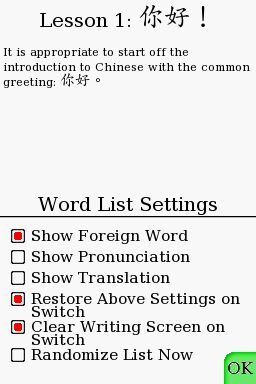 Lesson 1: 你好！
It is appropriate to start off the
introduction to Chinese with the common
greeting: 你好。
Word List Settings
Show Foreign Word
Show Pronunciation
Show Translation
Restore Above Settings on
Switch
Clear Writing Screen on
Switch
Randomize List Now
OK